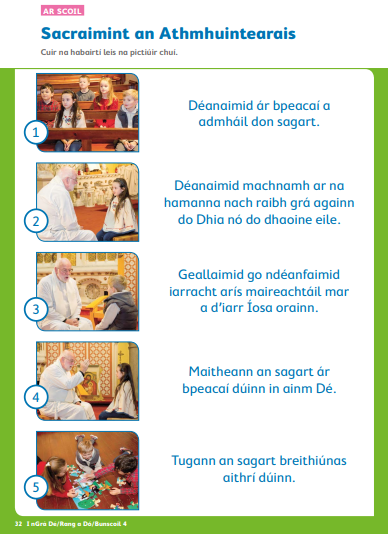 AR SCOIL
Sacraimint an Athmhuintearais
Cuir na habairtí leis na pictiúir chuí.
1
Déanaimid ár bpeacaí a
admháil don sagart.
2
Déanaimid machnamh ar na
hamanna nach raibh grá againn
do Dhia nó do dhaoine eile.
3
Geallaimid go ndéanfaimid
iarracht arís maireachtáil mar
a d'iarr Íosa orainn.
4
Maitheann an sagart ár
bpeacaí dúinn in ainm Dé.
5
Tugann an sagart breithiúnas
aithrí dúinn.
32 I nGrá Dé/Rang a Dó/Bunscoil 4